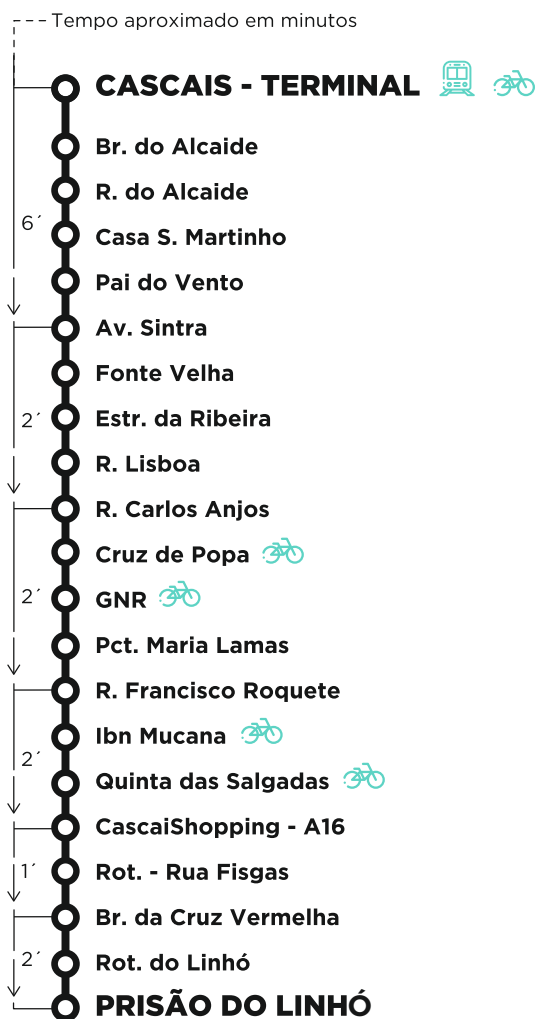 Tempo aproximado em minutos
CASCAIS - TERMINAL
Br. do Alcaide
R. do Alcaide
6´
Casa S. Martinho
Pai do Vento
Av. Sintra
Fonte Velha
2´
Estr. da Ribeira
R. Lisboa
R. Carlos Anjos
Cruz de Popa
2´
GNR
Pct. Maria Lamas
R. Francisco Roquete
Ibn Mucana
2´
Quinta das Salgadas
CascaiShopping - A16
1´
Rot. - Rua Fisgas
Br. da Cruz Vermelha
2´
Rot. do Linhó
PRISÃO DO LINHÓ